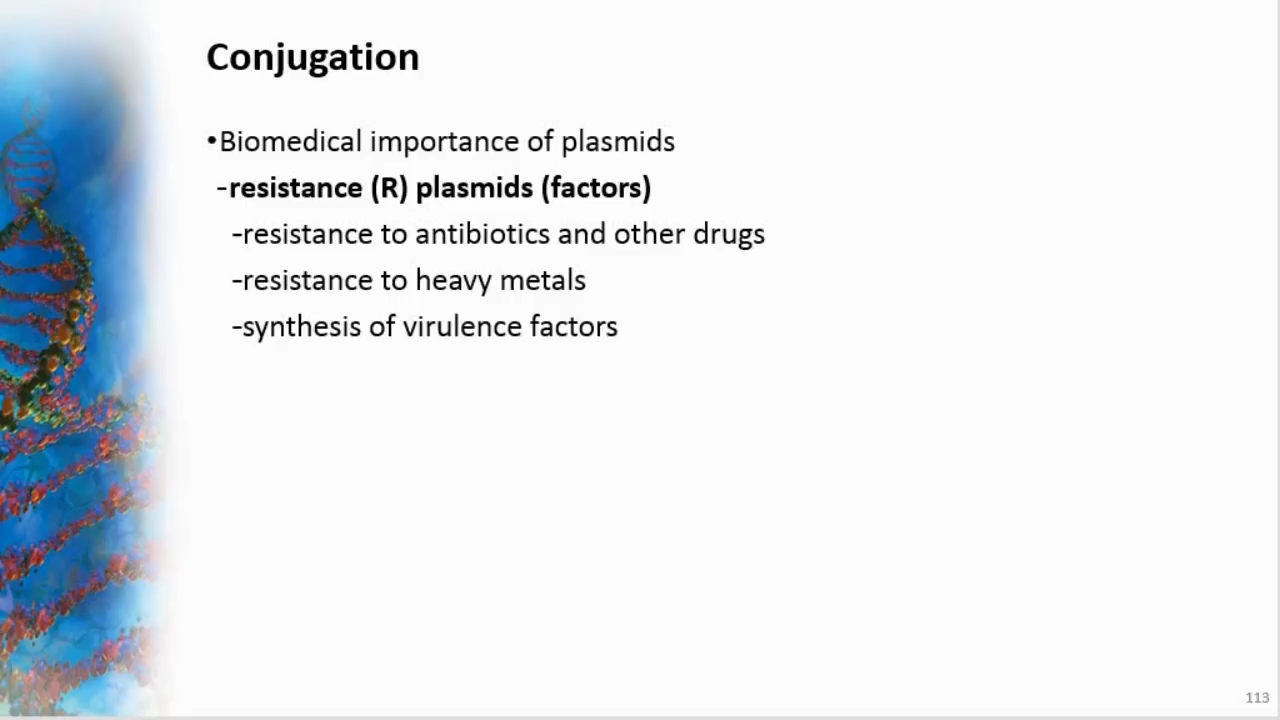 Conjugation
•Biomedical importance of plasmids
-resistance (R) plasmids (factors)
-resistance to antibiotics and other drugs
-resistance to heavy metals
-synthesis of virulence factors
113